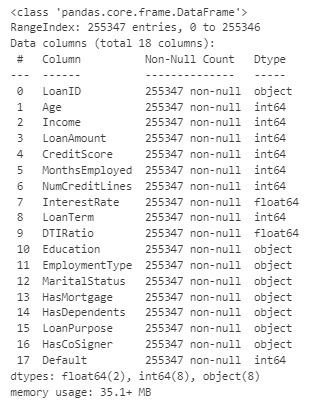 <class 'pandas.core.frame.DataFrame'>
RangeIndex: 255347 entries, 0 to 255346
Data columns (total 18 columns):
 #   Column          Non-Null Count   Dtype
---  ------          --------------   -----
 0   LoanID          255347 non-null  object
 1   Age             255347 non-null  int64
 2   Income          255347 non-null  int64
 3   LoanAmount      255347 non-null  int64
 4   CreditScore     255347 non-null  int64
 5   MonthsEmployed  255347 non-null  int64
 6   NumCreditLines  255347 non-null  int64
 7   InterestRate    255347 non-null  float64
 8   LoanTerm        255347 non-null  int64
 9   DTIRatio        255347 non-null  float64
 10  Education       255347 non-null  object
 11  EmploymentType  255347 non-null  object
 12  MaritalStatus   255347 non-null  object
 13  HasMortgage     255347 non-null  object
 14  HasDependents   255347 non-null  object
 15  LoanPurpose     255347 non-null  object
 16  HasCoSigner     255347 non-null  object
 17  Default         255347 non-null  int64
dtypes: float64(2), int64(8), object(8)
memory usage: 35.1+ MB